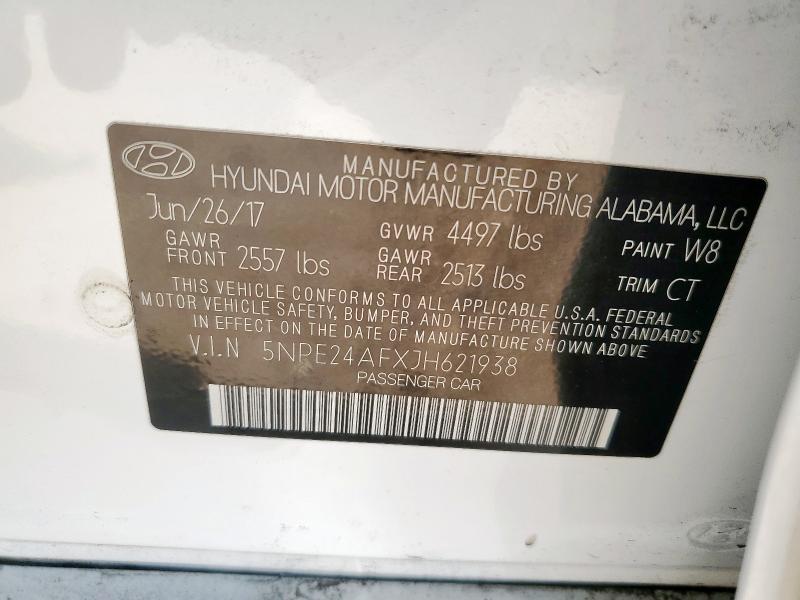 MANUFACTURED BY
HYUNDAI MOTOR MANUFACTURING ALABAMA, LLC
Jun/26/17
GVWR 4497 lbs
PAINT W8
GAWR FRONT 2557 lbs
GAWR REAR 2513 lbs
TRIM CT
THIS VEHICLE CONFORMS TO ALL APPLICABLE U.S.A. FEDERAL
MOTOR VEHICLE SAFETY, BUMPER, AND THEFT PREVENTION STANDARDS
IN EFFECT ON THE DATE OF MANUFACTURE SHOWN ABOVE
V.I.N 5NPE24AFXJH621938
PASSENGER CAR